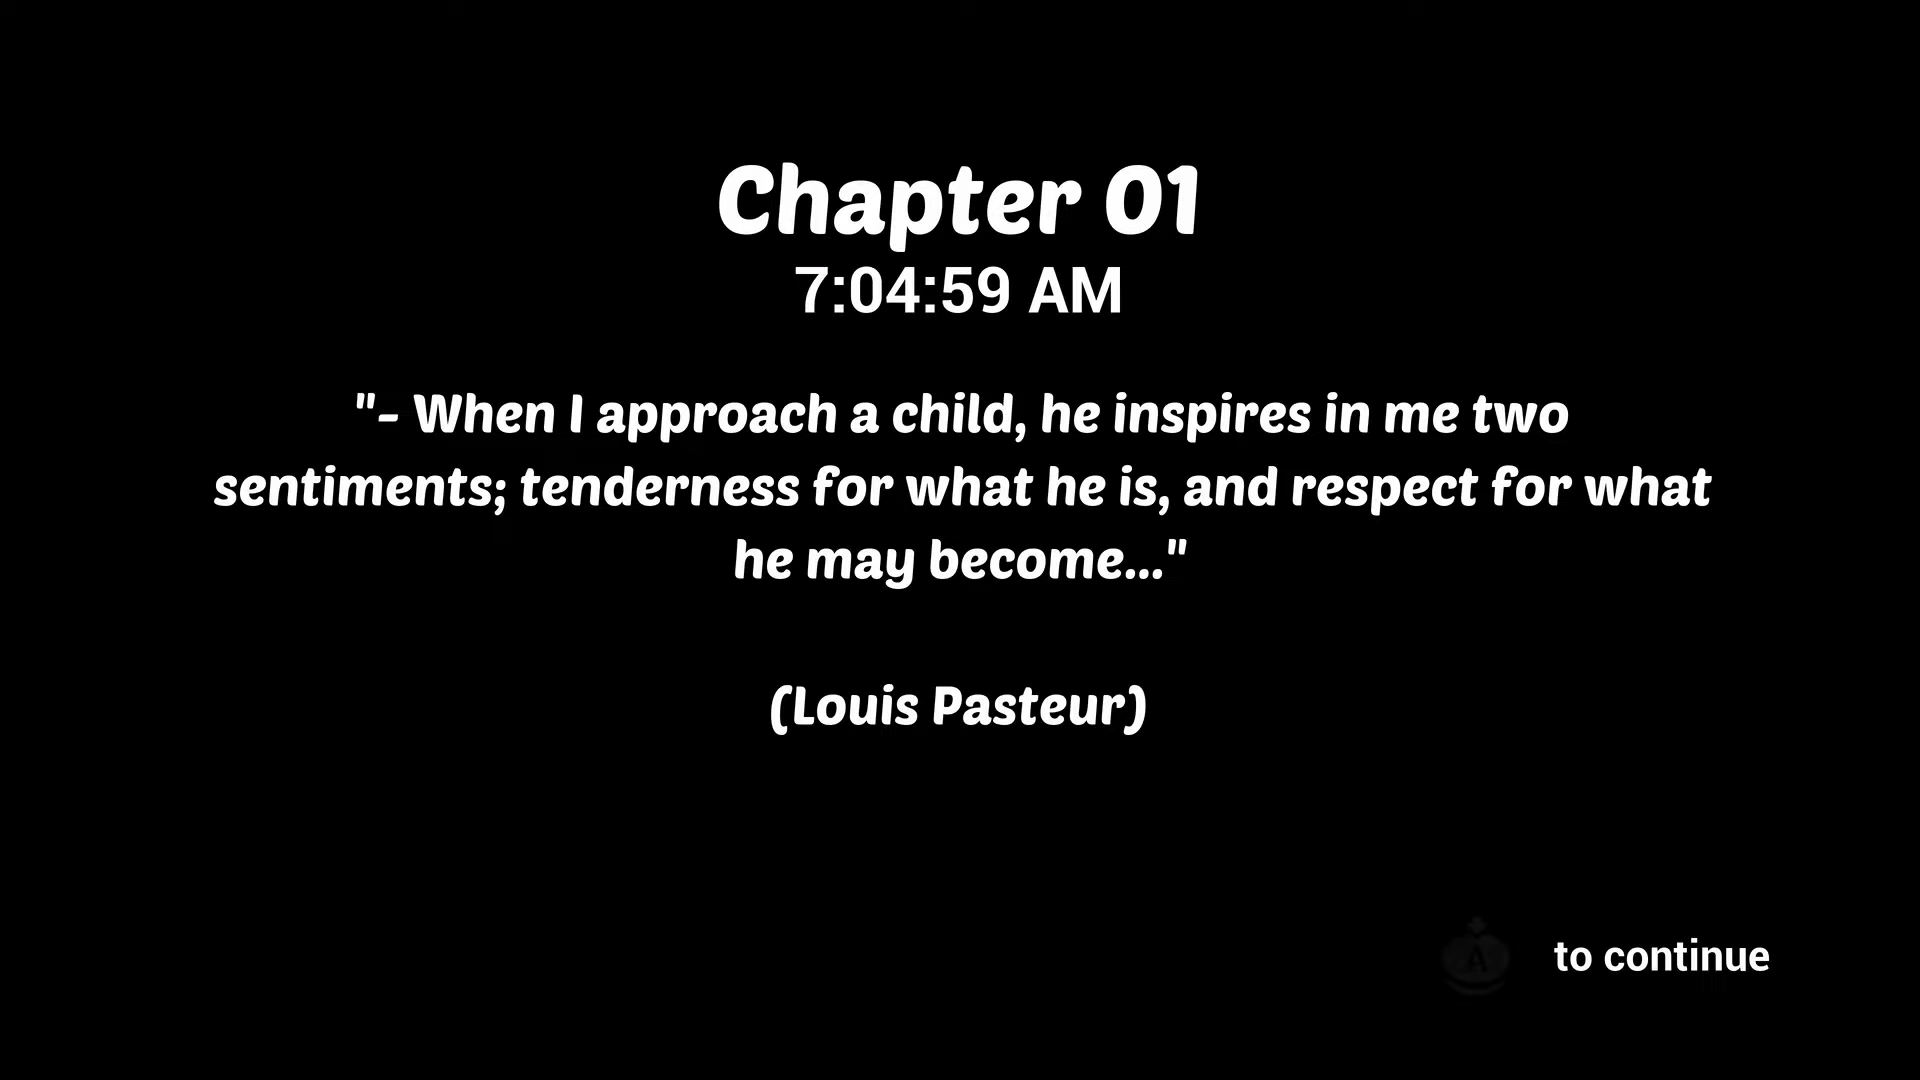 Chapter 01
7:04:59 AM
"- When I approach a child, he inspires in me two
sentiments; tenderness for what he is, and respect for what
he may become..."
(Louis Pasteur)
A to continue